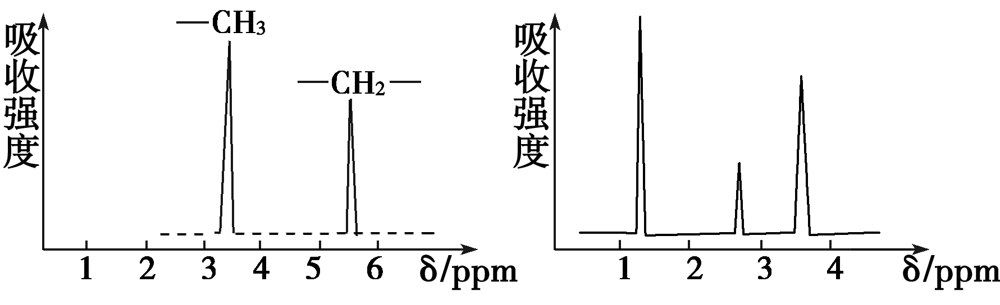 吸收强度
—CH₃
—CH₂—
1 2 3 4 5 6 δ/ppm
吸收强度
1 2 3 4 δ/ppm